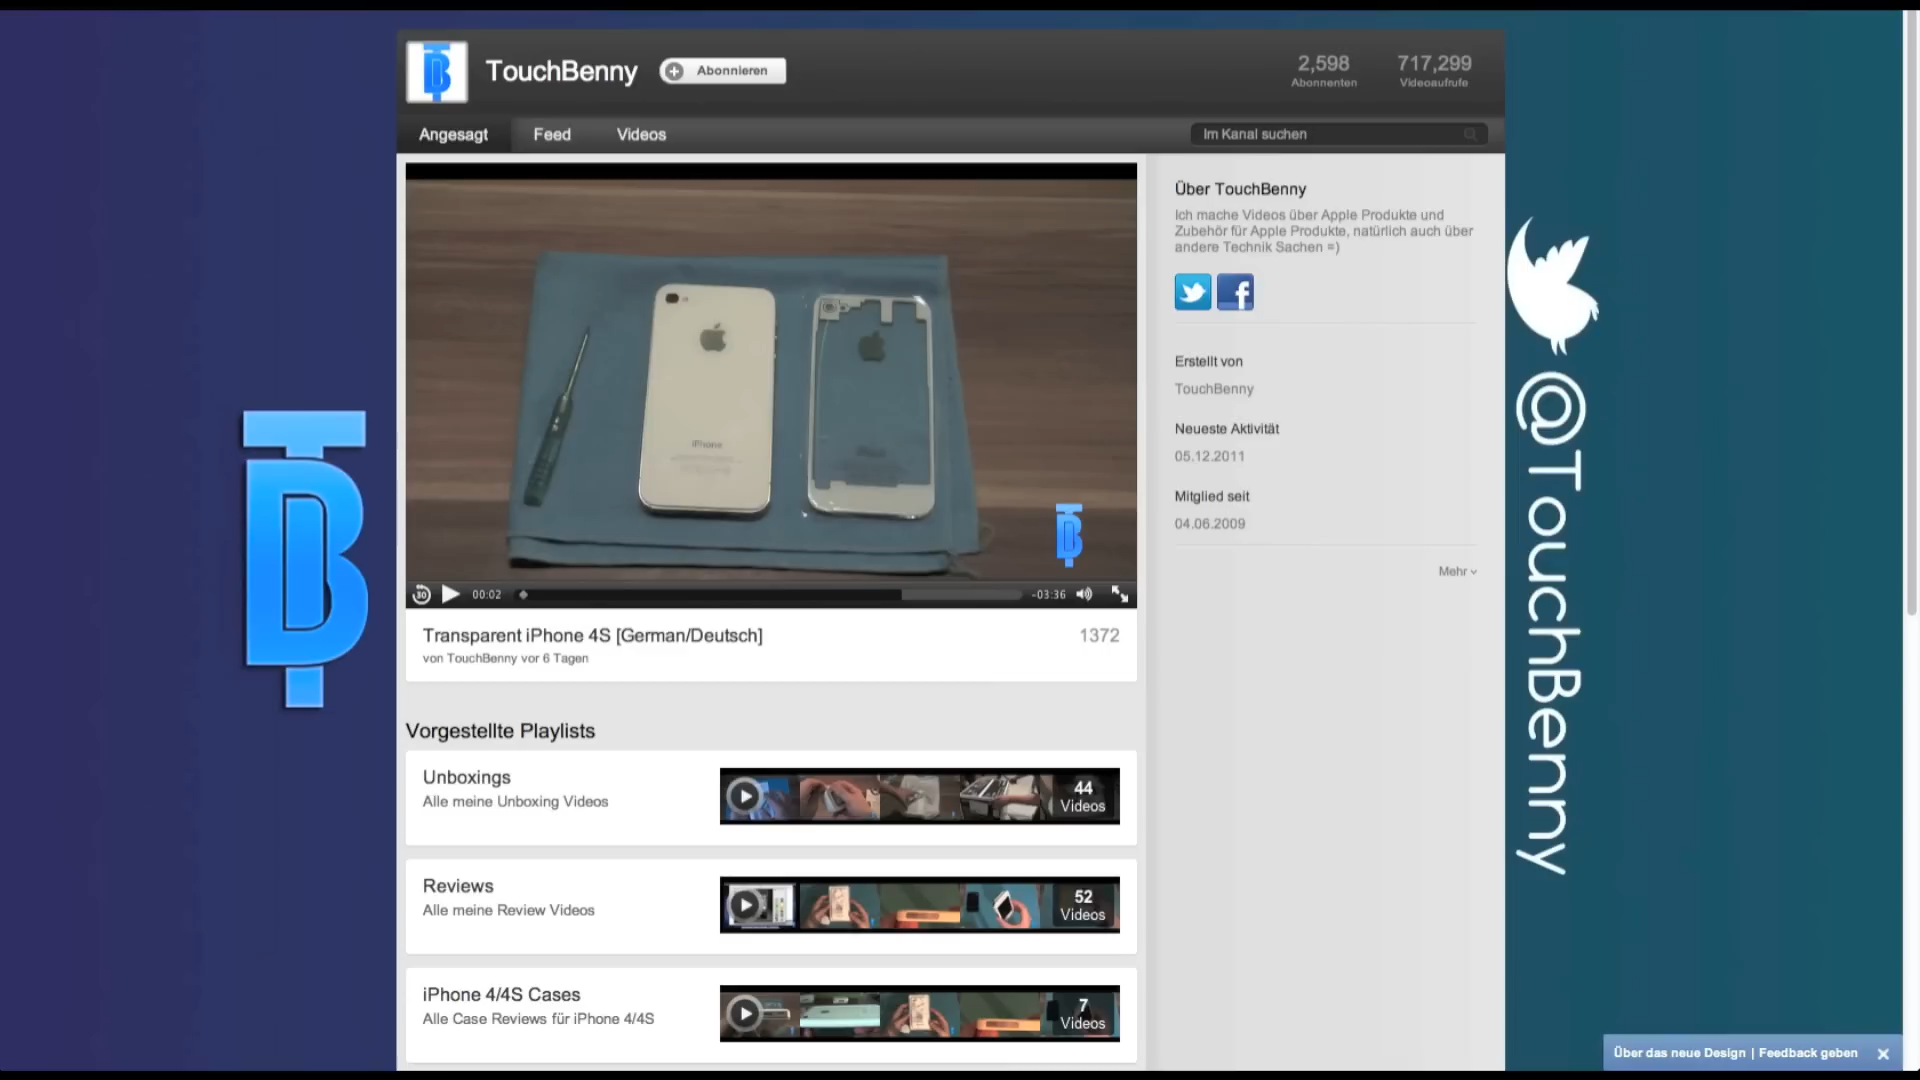 TouchBenny
Abonnieren
2,598
Abonnenten
717,299
Videoaufrufe
Angesagt
Feed
Videos
Im Kanal suchen
iPhone
30
00:02
-03:36
Transparent iPhone 4S [German/Deutsch]
1372
von TouchBenny vor 6 Tagen
Über TouchBenny
Ich mache Videos über Apple Produkte und
Zubehör für Apple Produkte, natürlich auch über
andere Technik Sachen =)
Erstellt von
TouchBenny
Neueste Aktivität
05.12.2011
Mitglied seit
04.06.2009
Mehr
Vorgestellte Playlists
Unboxings
Alle meine Unboxing Videos
44
Videos
Reviews
Alle meine Review Videos
52
Videos
iPhone 4/4S Cases
Alle Case Reviews für iPhone 4/4S
7
Videos
TB
@TouchBenny
Über das neue Design | Feedback geben